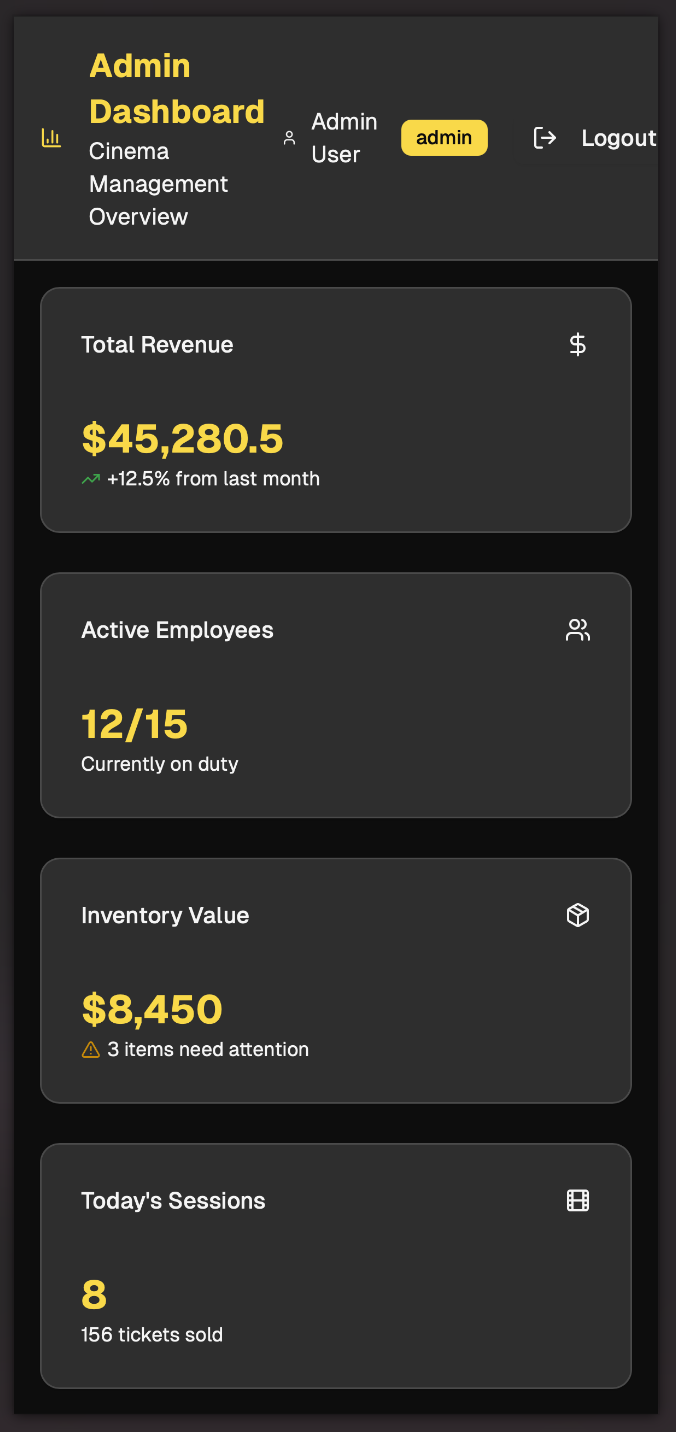 Admin
Dashboard
Cinema
Management
Overview
Admin
User
admin
Logout
Total Revenue
$45,280.5
+12.5% from last month
Active Employees
12/15
Currently on duty
Inventory Value
$8,450
3 items need attention
Today's Sessions
8
156 tickets sold